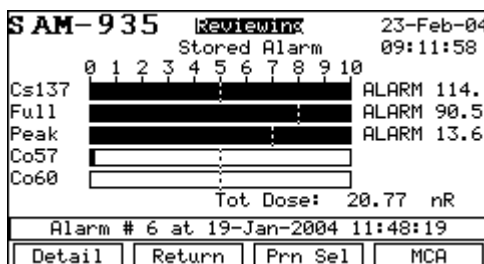 SAM-935 Reviewing 23-Feb-04
Stored Alarm 09:11:58
0 1 2 3 4 5 6 7 8 9 10
Cs137 ALARM 114.
Full ALARM 90.5
Peak ALARM 13.6
Co57
Co60
Tot Dose: 20.77 nR
Alarm # 6 at 19-Jan-2004 11:48:19
Detail Return Prn Sel MCA